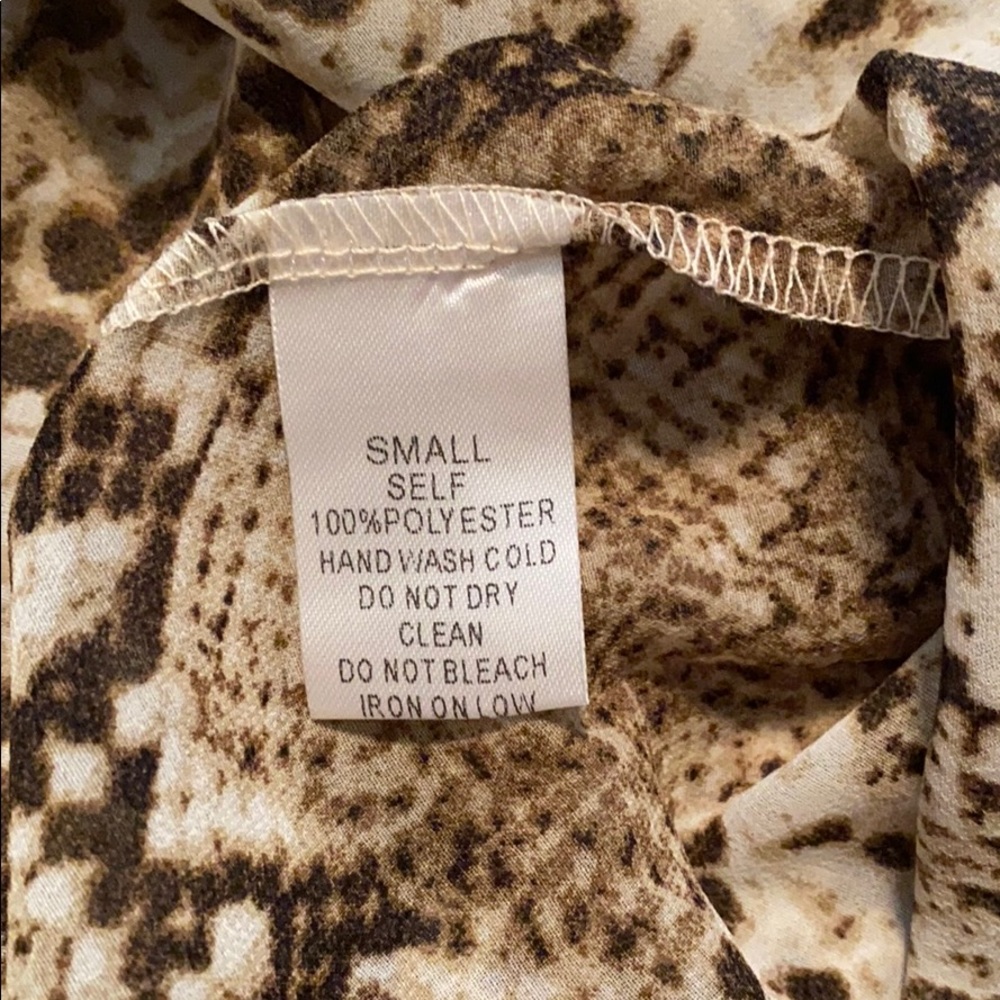 SMALL
SELF
100%POLYESTER
HAND WASH COLD
DO NOT DRY
CLEAN
DO NOT BLEACH
IRON ON LOW